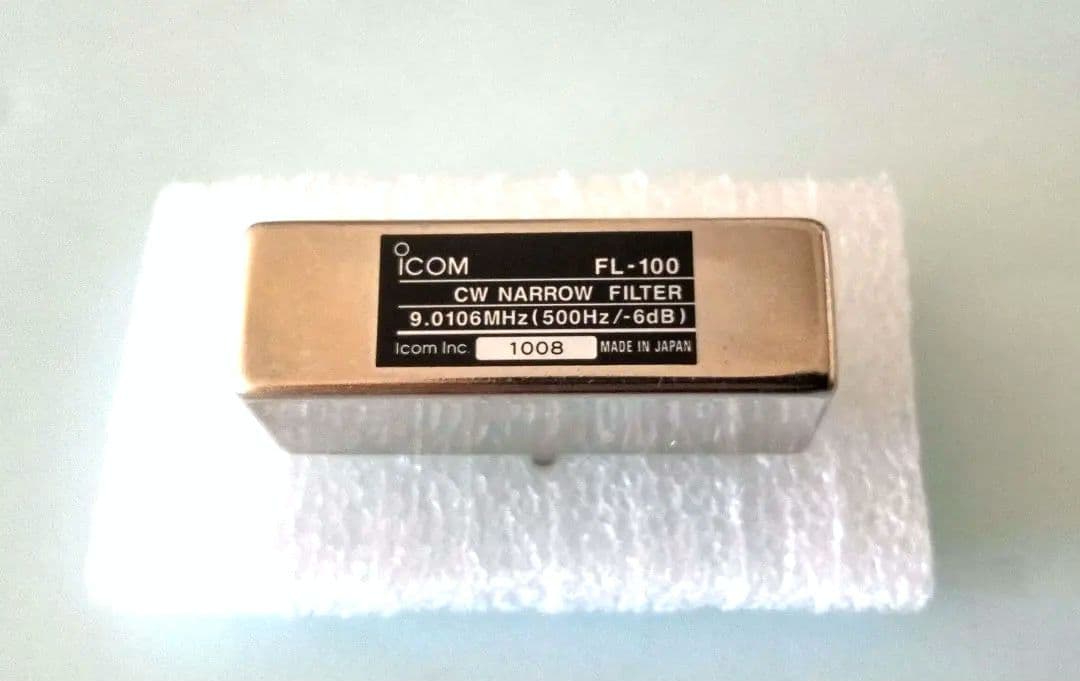 ICOM FL-100
CW NARROW FILTER
9.0106MHz(500Hz/-6dB)
Icom Inc. 1008 MADE IN JAPAN